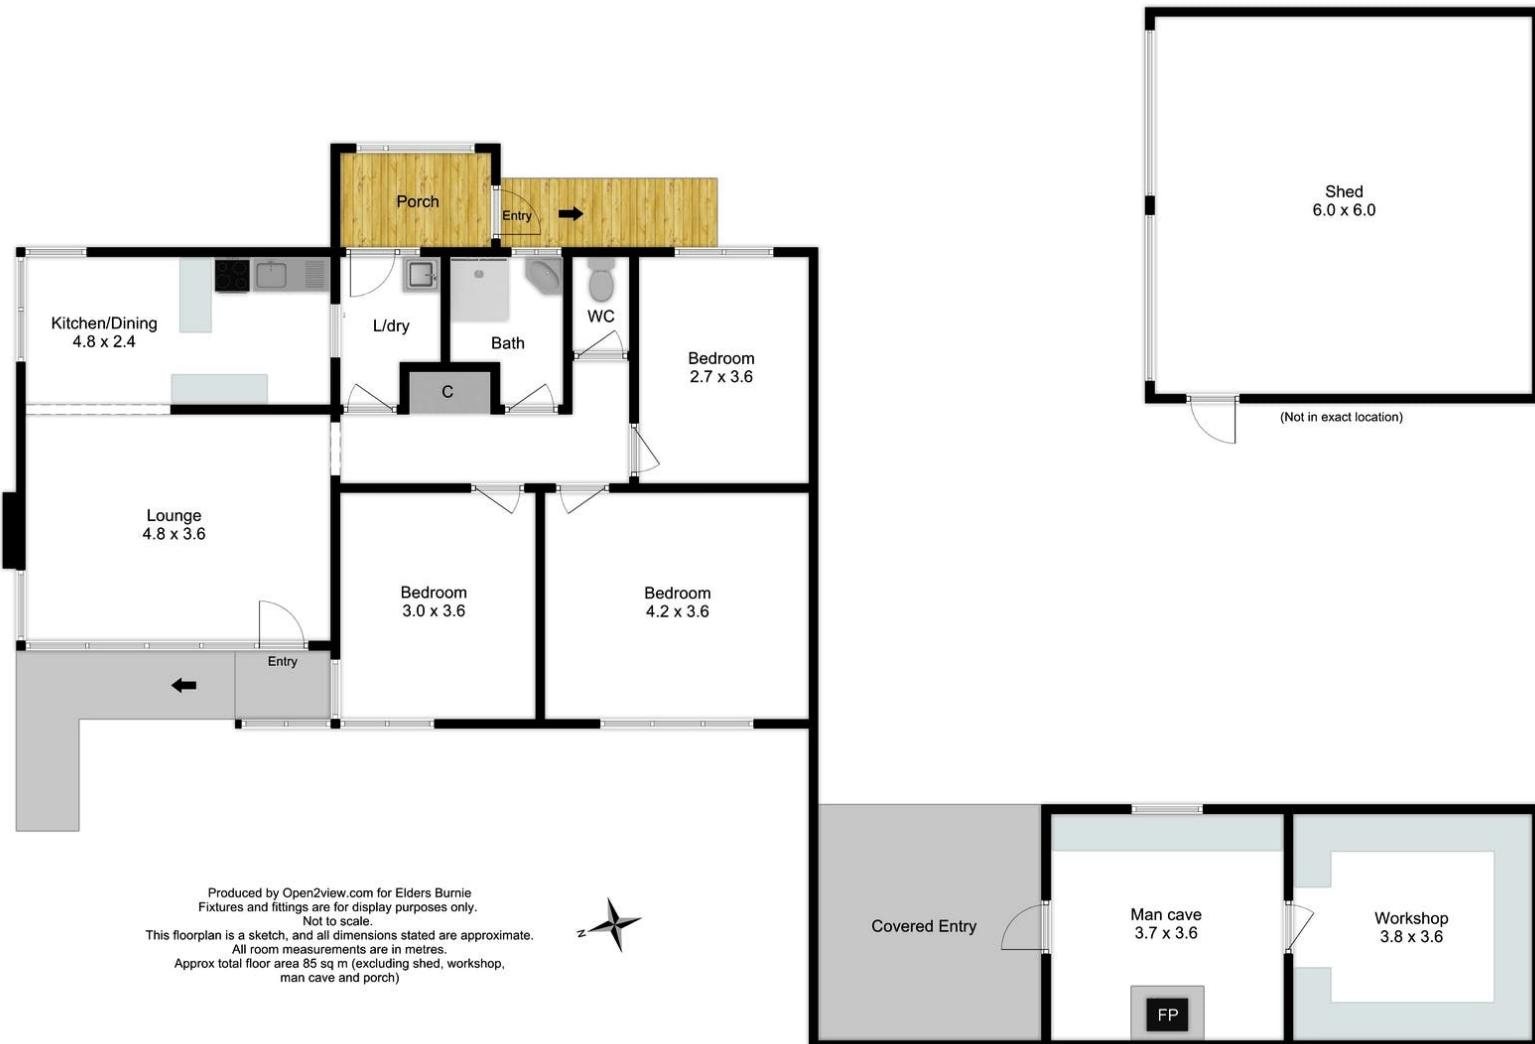 Shed
6.0 x 6.0
(Not in exact location)
Porch
Entry
Kitchen/Dining
4.8 x 2.4
L/dry
Bath
WC
C
Bedroom
2.7 x 3.6
Lounge
4.8 x 3.6
Bedroom
3.0 x 3.6
Bedroom
4.2 x 3.6
Entry
Covered Entry
Man cave
3.7 x 3.6
FP
Workshop
3.8 x 3.6
Produced by Open2view.com for Elders Burnie
Fixtures and fittings are for display purposes only.
Not to scale.
This floorplan is a sketch, and all dimensions stated are approximate.
All room measurements are in metres.
Approx total floor area 85 sq m (excluding shed, workshop,
man cave and porch)
N